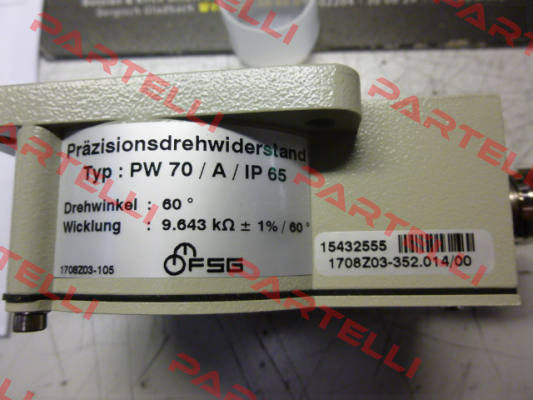 Präzisionsdrehwiderstand
Typ : PW 70 / A / IP 65
Drehwinkel : 60 °
Wicklung : 9.643 kΩ ± 1% / 60 °
FSG
1708Z03-105
15432555
1708Z03-352.014/00
PARTELLI
PARTELLI
PARTELLI
PARTELLI
PARTELLI
PARTELLI